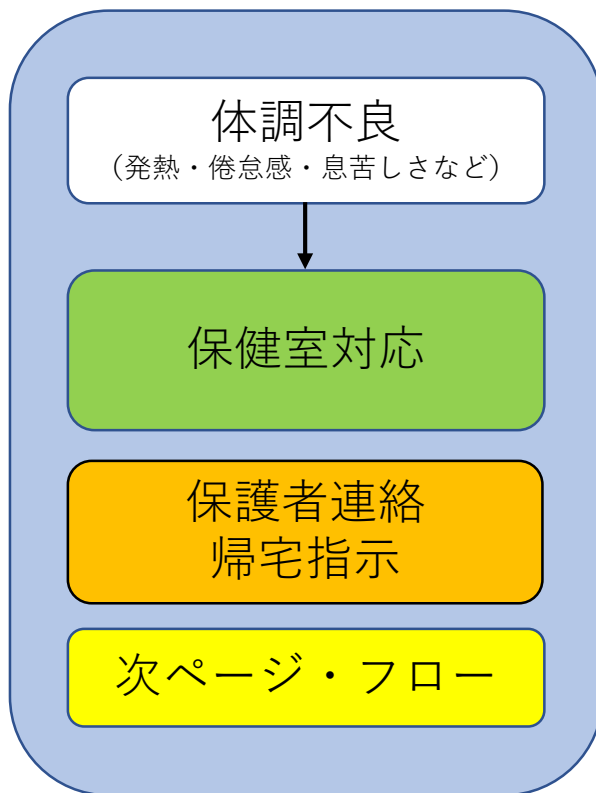 体調不良
（発熱・倦怠感・息苦しさなど）
保健室対応
保護者連絡
帰宅指示
次ページ・フロー